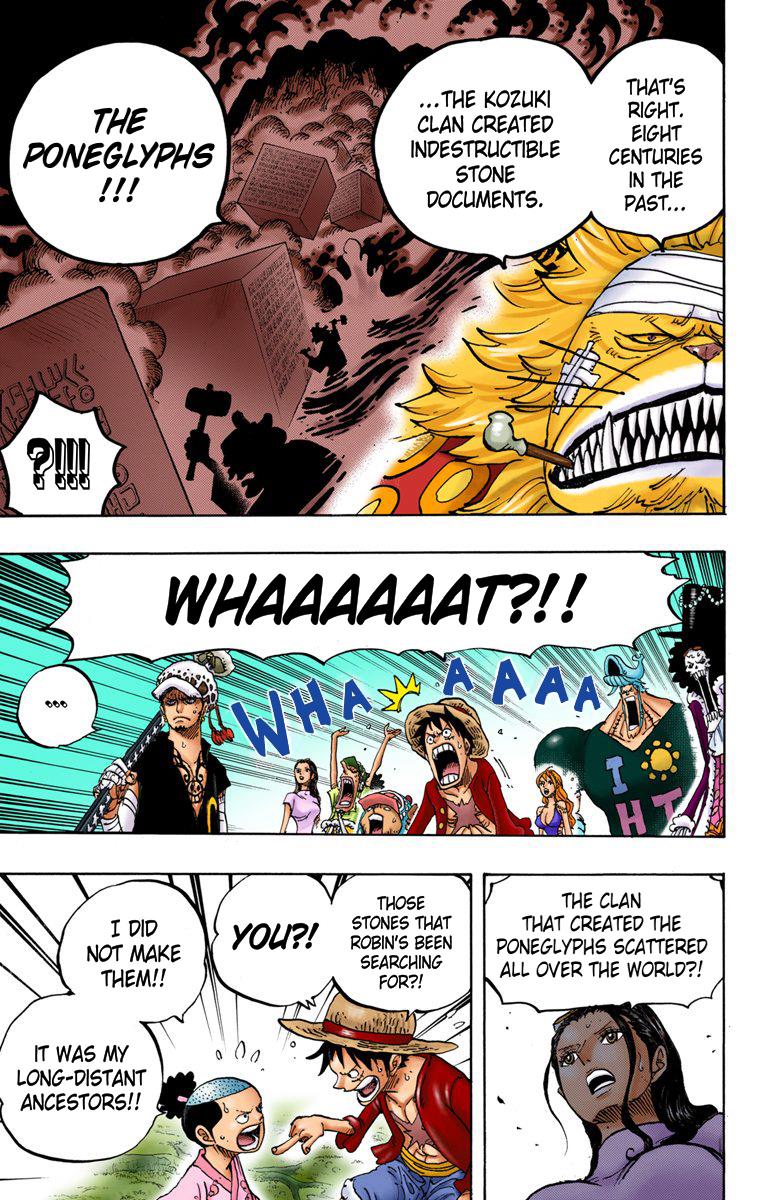 THAT'S
RIGHT.
EIGHT
CENTURIES
IN THE
PAST...
...THE KOZUKI
CLAN CREATED
INDESTRUCTIBLE
STONE
DOCUMENTS.
THE
PONEGLYPHS
!!!
?!!!
WHAAAAAAT?!!
WHA AAAA
...
I
HT
THE CLAN
THAT CREATED THE
PONEGLYPHS SCATTERED
ALL OVER THE WORLD?!
THOSE
STONES THAT
ROBIN'S BEEN
SEARCHING
FOR?!
YOU?!
I DID
NOT MAKE
THEM!!
IT WAS MY
LONG-DISTANT
ANCESTORS!!